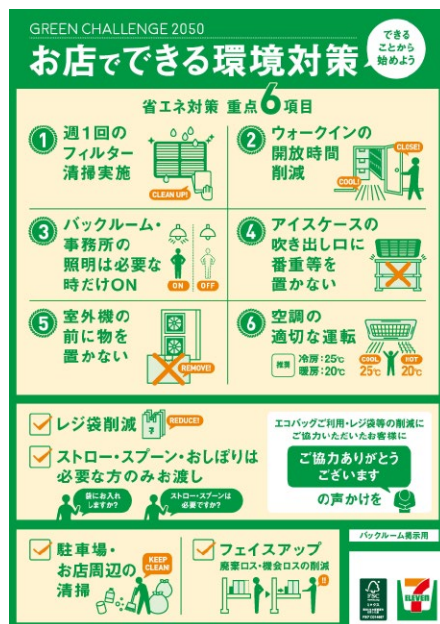 GREEN CHALLENGE 2050
お店でできる環境対策
できる
ことから
始めよう
省エネ対策 重点6項目
1
週1回の
フィルター
清掃実施
CLEAN UP!
2
ウォークインの
開放時間
削減
CLOSE!
COOL!
3
バックルーム・
事務所の
照明は必要な
時だけON
ON
OFF
4
アイスケースの
吹き出し口に
番重等を
置かない
5
室外機の
前に物を
置かない
REMOVE!
6
空調の
適切な運転
推奨
冷房:25℃
暖房:20℃
COOL
25℃
HOT
20℃
レジ袋削減
REDUCE!
ストロー・スプーン・おしぼりは
必要な方のみお渡し
袋にお入れ
しますか?
ストロー・スプーンは
必要ですか?
エコバッグご利用・レジ袋等の削減に
ご協力いただいたお客様に
ご協力ありがとう
ございます
の声かけを
駐車場・
お店周辺の
清掃
KEEP
CLEAN!
フェイスアップ
廃棄ロス・機会ロスの削減
!!
バックルーム掲示用
FSC
ELEVEN